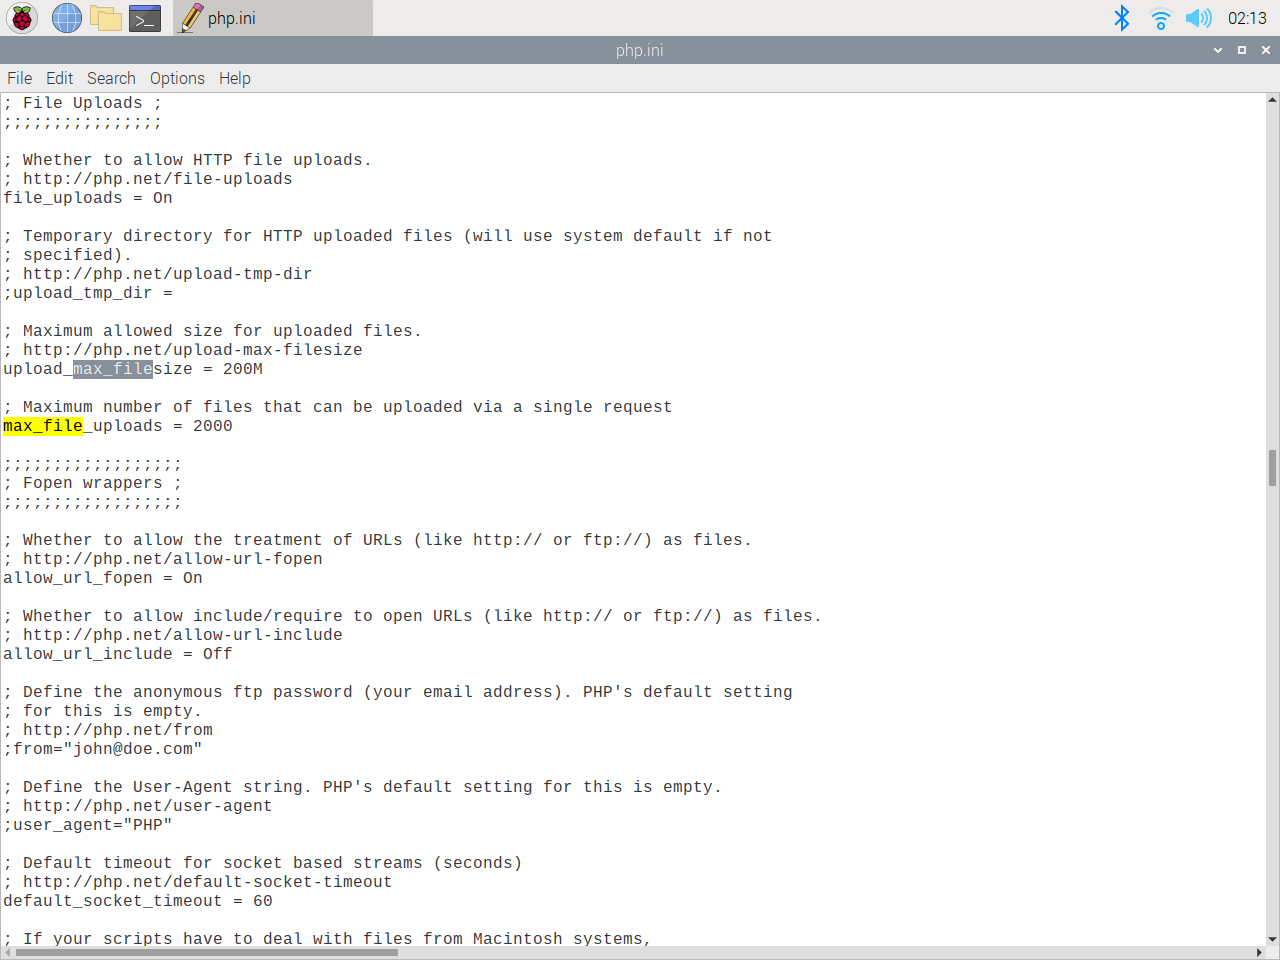 php.ini
02:13
php.ini
File Edit Search Options Help
; File Uploads ;
;;;;;;;;;;;;;;;;

; Whether to allow HTTP file uploads.
; http://php.net/file-uploads
file_uploads = On

; Temporary directory for HTTP uploaded files (will use system default if not
; specified).
; http://php.net/upload-tmp-dir
;upload_tmp_dir =

; Maximum allowed size for uploaded files.
; http://php.net/upload-max-filesize
upload_max_filesize = 200M

; Maximum number of files that can be uploaded via a single request
max_file_uploads = 2000

;;;;;;;;;;;;;;;;;;
; Fopen wrappers ;
;;;;;;;;;;;;;;;;;;

; Whether to allow the treatment of URLs (like http:// or ftp://) as files.
; http://php.net/allow-url-fopen
allow_url_fopen = On

; Whether to allow include/require to open URLs (like http:// or ftp://) as files.
; http://php.net/allow-url-include
allow_url_include = Off

; Define the anonymous ftp password (your email address). PHP's default setting
; for this is empty.
; http://php.net/from
;from="john@doe.com"

; Define the User-Agent string. PHP's default setting for this is empty.
; http://php.net/user-agent
;user_agent="PHP"

; Default timeout for socket based streams (seconds)
; http://php.net/default-socket-timeout
default_socket_timeout = 60

; If your scripts have to deal with files from Macintosh systems,